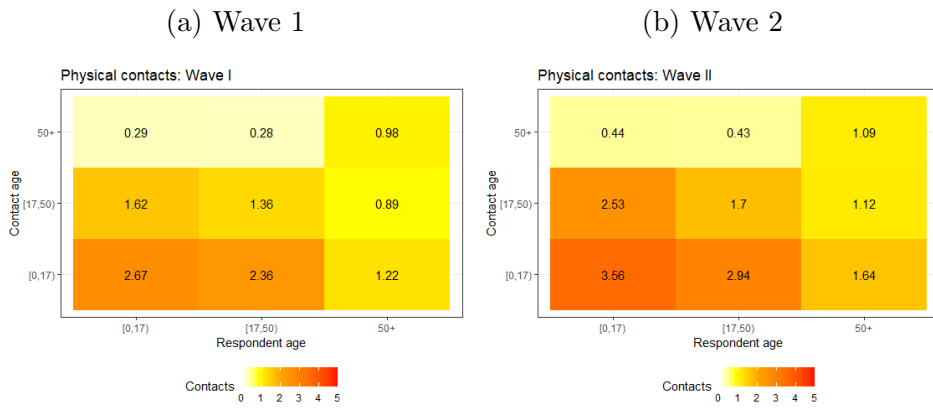 (a) Wave 1
Physical contacts: Wave I
Contact age
50+
0.29 0.28 0.98
[17,50)
1.62 1.36 0.89
[0,17)
2.67 2.36 1.22
[0,17) [17,50) 50+
Respondent age
Contacts
0 1 2 3 4 5
(b) Wave 2
Physical contacts: Wave II
Contact age
50+
0.44 0.43 1.09
[17,50)
2.53 1.7 1.12
[0,17)
3.56 2.94 1.64
[0,17) [17,50) 50+
Respondent age
Contacts
0 1 2 3 4 5